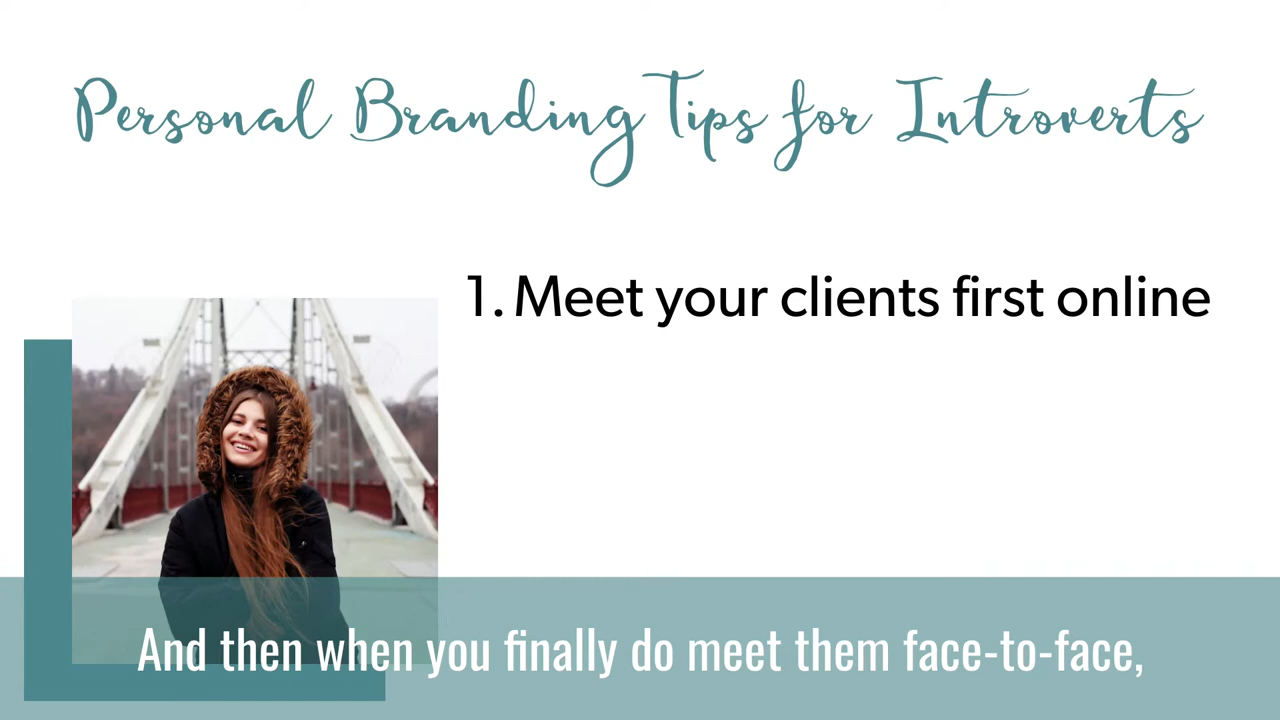 Personal Branding Tips for Introverts
1. Meet your clients first online
And then when you finally do meet them face-to-face,